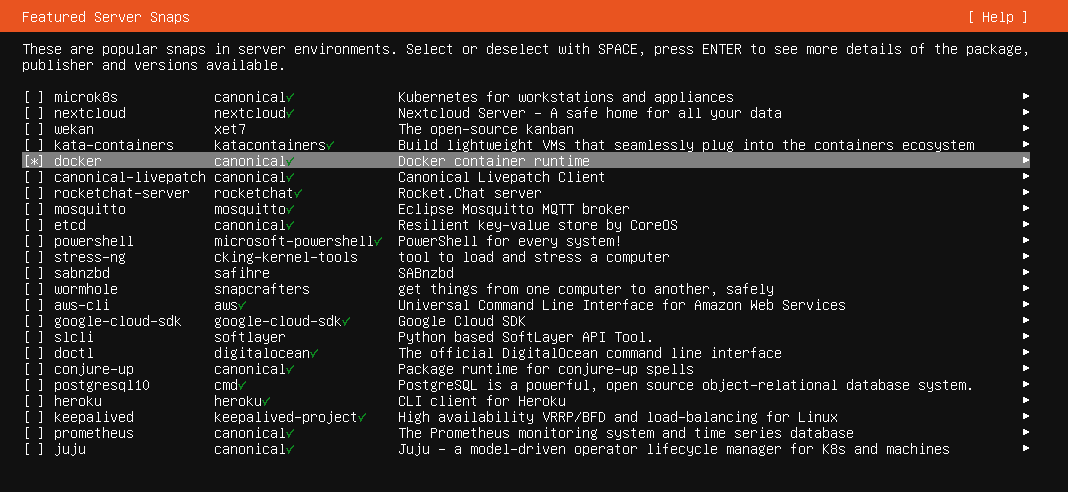 Featured Server Snaps [ Help ]
These are popular snaps in server environments. Select or deselect with SPACE, press ENTER to see more details of the package,
publisher and versions available.
[ ] microk8s canonical✓ Kubernetes for workstations and appliances ▸
[ ] nextcloud nextcloud✓ Nextcloud Server - A safe home for all your data ▸
[ ] wekan xet7 The open-source kanban ▸
[ ] kata-containers katacontainers✓ Build lightweight VMs that seamlessly plug into the containers ecosystem ▸
[*] docker canonical✓ Docker container runtime ▸
[ ] canonical-livepatch canonical✓ Canonical Livepatch Client ▸
[ ] rocketchat-server rocketchat✓ Rocket.Chat server ▸
[ ] mosquitto mosquitto✓ Eclipse Mosquitto MQTT broker ▸
[ ] etcd canonical✓ Resilient key-value store by CoreOS ▸
[ ] powershell microsoft-powershell✓ PowerShell for every system! ▸
[ ] stress-ng cking-kernel-tools tool to load and stress a computer ▸
[ ] sabnzbd safihre SABnzbd ▸
[ ] wormhole snapcrafters get things from one computer to another, safely ▸
[ ] aws-cli aws✓ Universal Command Line Interface for Amazon Web Services ▸
[ ] google-cloud-sdk google-cloud-sdk✓ Google Cloud SDK ▸
[ ] slcli softlayer Python based SoftLayer API Tool. ▸
[ ] doctl digitalocean✓ The official DigitalOcean command line interface ▸
[ ] conjure-up canonical✓ Package runtime for conjure-up spells ▸
[ ] postgresql10 cmd✓ PostgreSQL is a powerful, open source object-relational database system. ▸
[ ] heroku heroku✓ CLI client for Heroku ▸
[ ] keepalived keepalived-project✓ High availability VRRP/BFD and load-balancing for Linux ▸
[ ] prometheus canonical✓ The Prometheus monitoring system and time series database ▸
[ ] juju canonical✓ Juju - a model-driven operator lifecycle manager for K8s and machines ▸